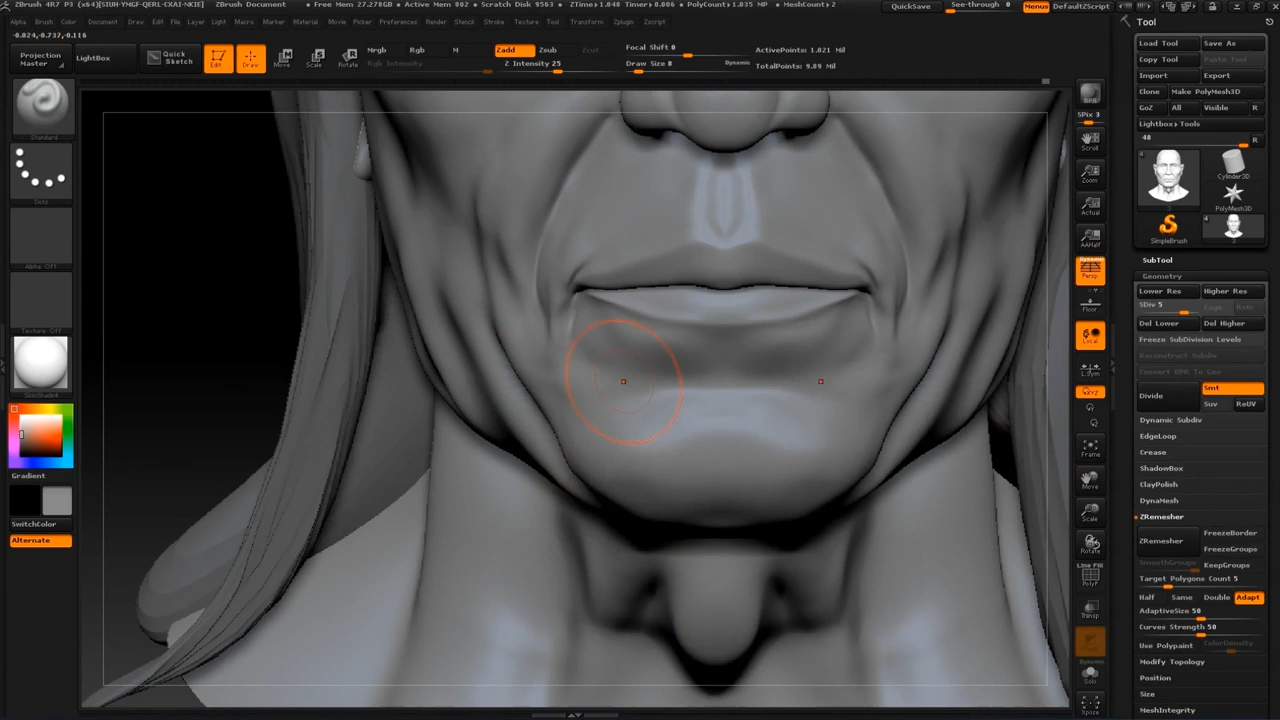 ZBrush 4R7 P3 (x64)[SIUH-YMGF-QERL-CXAI-NKIE] ZBrush Document • Free Mem 27.278GB • Active Mem 802 • Scratch Disk 9563 • ZTime▸1.048 Timer▸0.006 • PolyCount▸1.035 MP • MeshCount▸2
QuickSave See-through 0 Menus DefaultZScript
Alpha Brush Color Document Draw Edit File Layer Light Macro Marker Material Movie Picker Preferences Render Stencil Stroke Texture Tool Transform Zplugin Zscript
Tool
-0.024,0.737,-0.116
Projection Master
LightBox
Quick Sketch
Edit
Draw
Move
Scale
Rotate
Mrgb Rgb M
Rgb Intensity
Zadd Zsub Zcut
Z Intensity 25
Focal Shift 0
Draw Size 8 Dynamic
ActivePoints: 1.021 Mil
TotalPoints: 9.89 Mil
Standard
Dots
Alpha Off
Texture Off
SkinShade4
Gradient
SwitchColor
Alternate
BPR
SPix 3
Scroll
Zoom
Actual
AAHalf
Dynamic
Persp
Floor
Local
L.Sym
XYZ
Frame
Move
Scale
Rotate
Line Fill
PolyF
Transp
Dynamic
Solo
Xpose
Load Tool Save As
Copy Tool Paste Tool
Import Export
Clone Make PolyMesh3D
GoZ All Visible R
Lightbox▸Tools
48 R
4
Cylinder3D
PolyMesh3D
3
SimpleBrush
4
3
SubTool
Geometry
Lower Res Higher Res
SDiv 5 Cage Rstr
Del Lower Del Higher
Freeze SubDivision Levels
Reconstruct Subdiv
Convert BPR To Geo
Divide Smt
Suv ReUV
Dynamic Subdiv
EdgeLoop
Crease
ShadowBox
ClayPolish
DynaMesh
ZRemesher
ZRemesher FreezeBorder
FreezeGroups
SmoothGroups KeepGroups
Target Polygons Count 5
Half Same Double Adapt
AdaptiveSize 50
Curves Strength 50
Use Polypaint ColorDensity
Modify Topology
Position
Size
MeshIntegrity